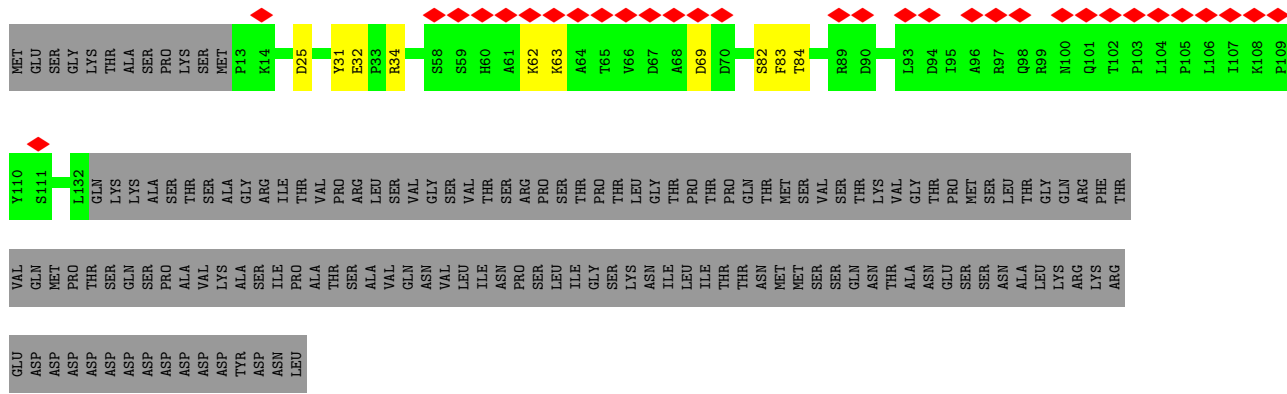 MET GLU SER GLY LYS THR ALA SER PRO LYS SER MET P13 K14 D25 Y31 E32 P33 R34 S58 S59 H60 A61 K62 K63 A64 T65 V66 D67 A68 D69 D70 S82 F83 T84 R89 D90 L93 D94 I95 A96 R97 Q98 R99 N100 Q101 T102 P103 L104 P105 L106 I107 K108 P109
Y110 S111 L132 GLN LYS LYS ALA SER THR SER ALA GLY ARG ILE THR VAL PRO ARG LEU SER VAL GLY SER VAL THR SER ARG PRO SER THR PRO THR LEU GLY THR PRO THR PRO GLN THR MET SER VAL SER THR LYS VAL GLY THR PRO MET SER LEU THR GLY GLN ARG PHE THR
VAL GLN MET PRO THR SER GLN SER PRO ALA VAL LYS ALA SER ILE PRO ALA THR SER ALA VAL GLN ASN VAL LEU ILE ASN PRO SER LEU ILE GLY SER LYS ASN ILE LEU ILE THR THR ASN MET MET SER SER GLN ASN THR ALA ASN GLU SER SER ASN ALA LEU LYS ARG LYS ARG
GLU ASP ASP ASP ASP ASP ASP ASP ASP ASP ASP ASP TYR ASP ASN LEU